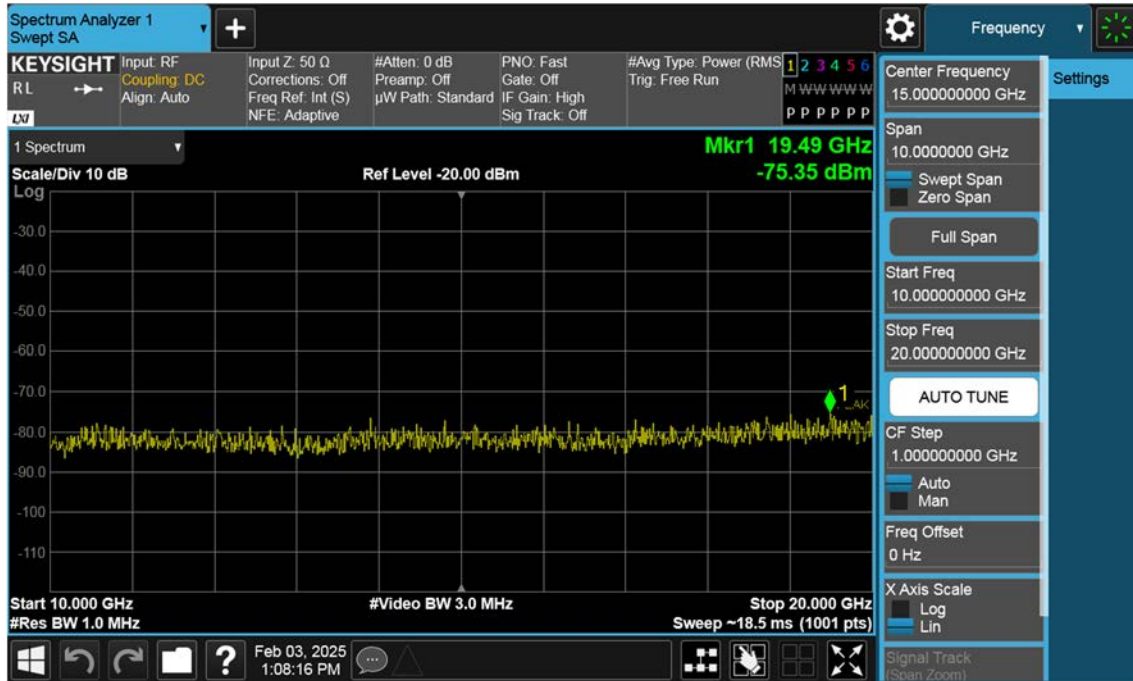 Spectrum Analyzer 1
Swept SA
Frequency
KEYSIGHT
RL
LXI
Input: RF
Coupling: DC
Align: Auto
Input Z: 50 Ω
Corrections: Off
Freq Ref: Int (S)
NFE: Adaptive
#Atten: 0 dB
Preamp: Off
µW Path: Standard
PNO: Fast
Gate: Off
IF Gain: High
Sig Track: Off
#Avg Type: Power (RMS
Trig: Free Run
1 2 3 4 5 6
M W W W W W
P P P P P P
1 Spectrum
Mkr1 19.49 GHz
-75.35 dBm
Scale/Div 10 dB
Ref Level -20.00 dBm
Log
-30.0
-40.0
-50.0
-60.0
-70.0
-80.0
-90.0
-100
-110
1
Start 10.000 GHz
#Video BW 3.0 MHz
Stop 20.000 GHz
#Res BW 1.0 MHz
Sweep ~18.5 ms (1001 pts)
Feb 03, 2025
1:08:16 PM
?
Center Frequency
15.000000000 GHz
Settings
Span
10.0000000 GHz
Swept Span
Zero Span
Full Span
Start Freq
10.000000000 GHz
Stop Freq
20.000000000 GHz
AUTO TUNE
CF Step
1.000000000 GHz
Auto
Man
Freq Offset
0 Hz
X Axis Scale
Log
Lin
Signal Track
(Span Zoom)